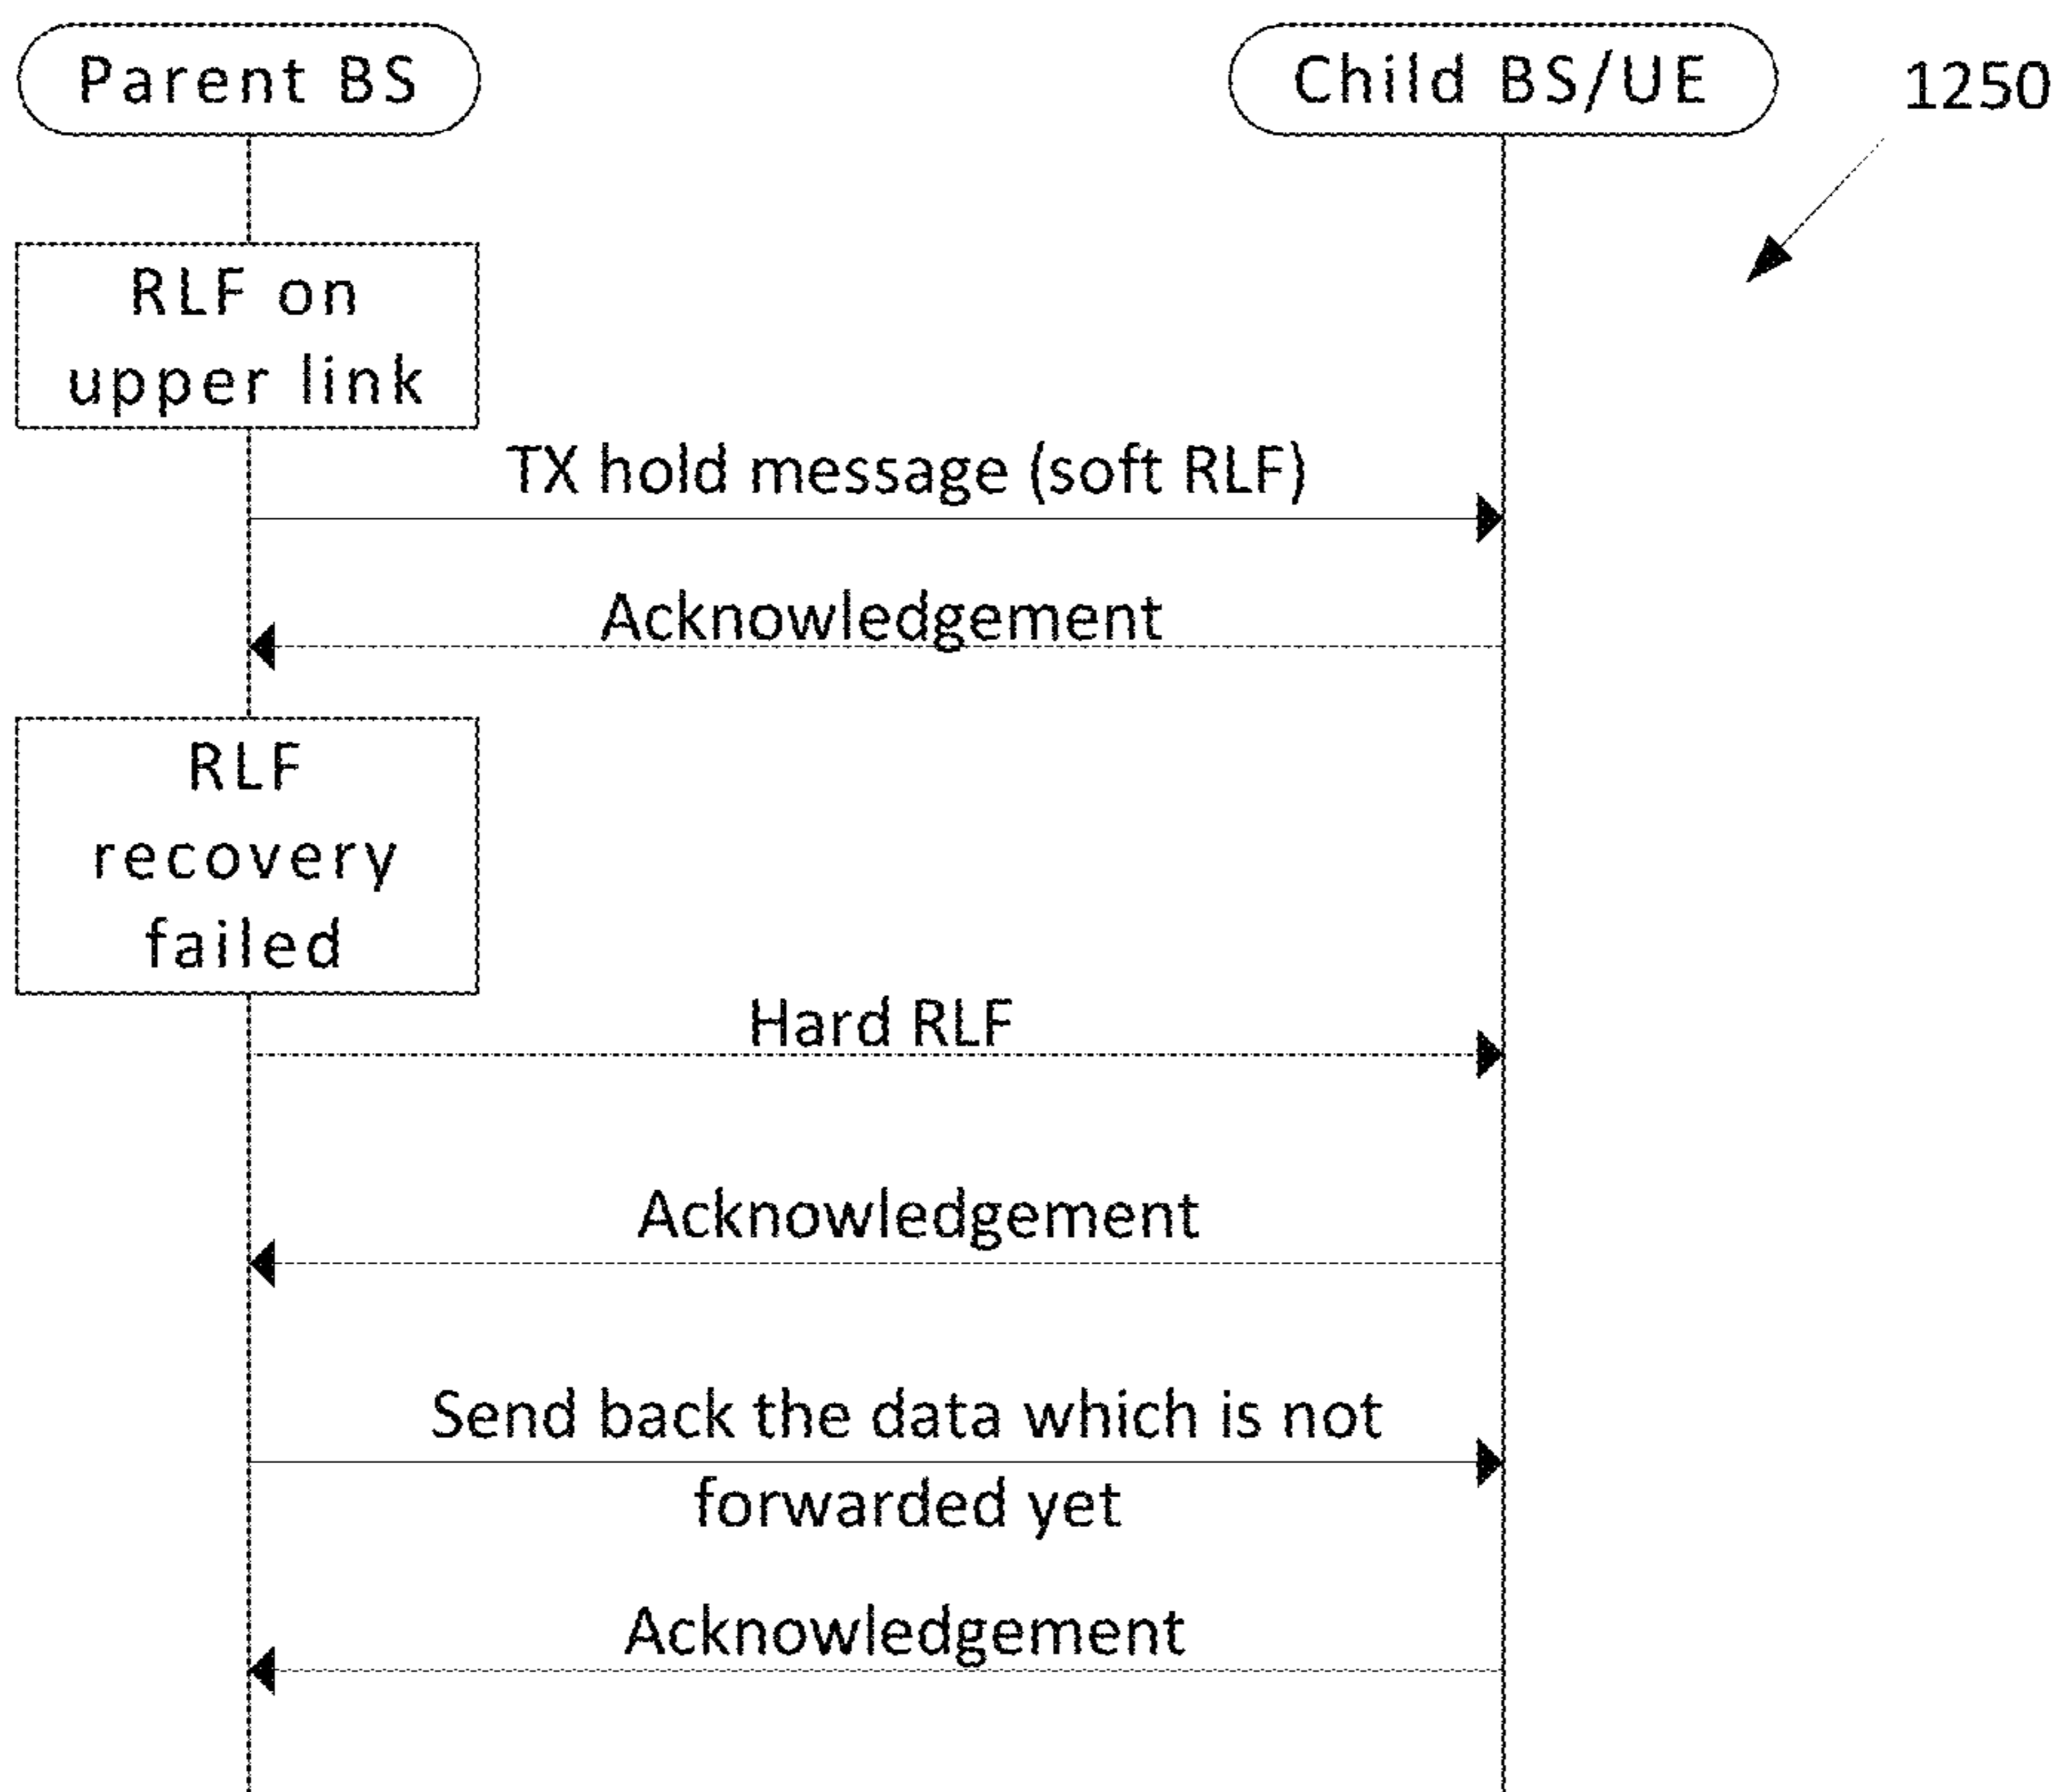 Parent BS
Child BS/UE
1250
RLF on
upper link
TX hold message (soft RLF)
Acknowledgement
RLF
recovery
failed
Hard RLF
Acknowledgement
Send back the data which is not
forwarded yet
Acknowledgement